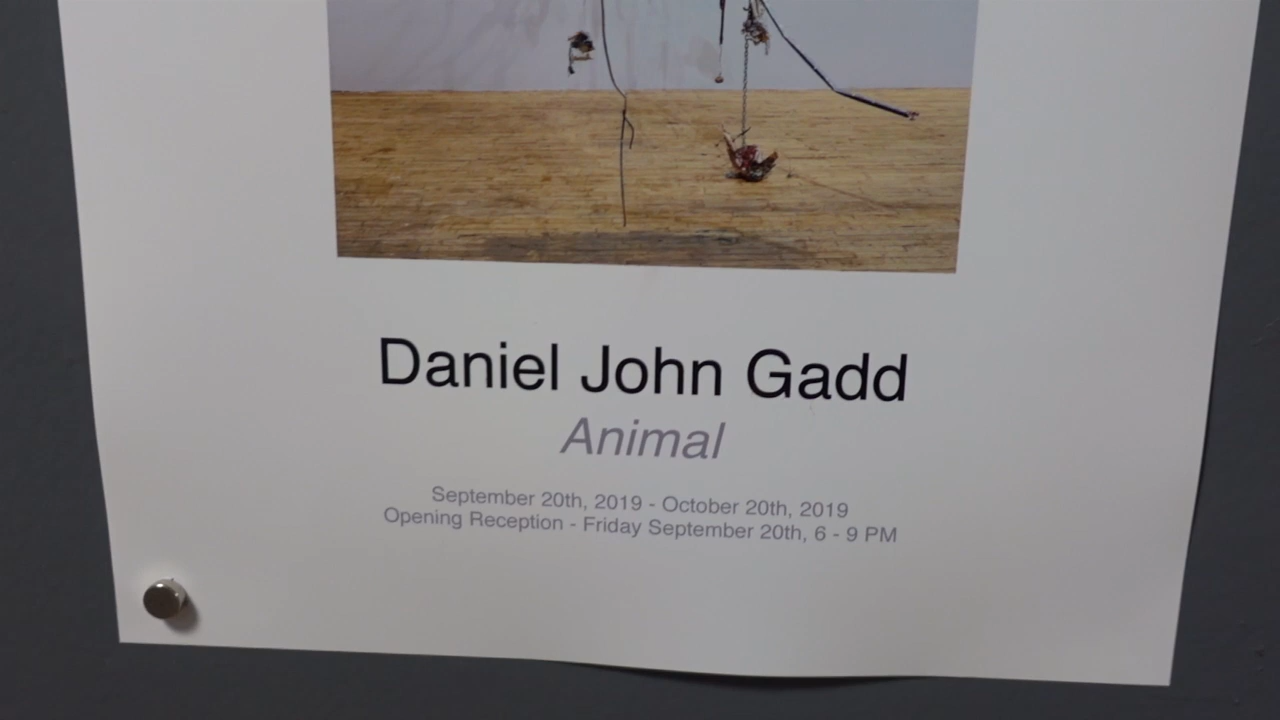 Daniel John Gadd
Animal
September 20th, 2019 - October 20th, 2019
Opening Reception - Friday September 20th, 6 - 9 PM